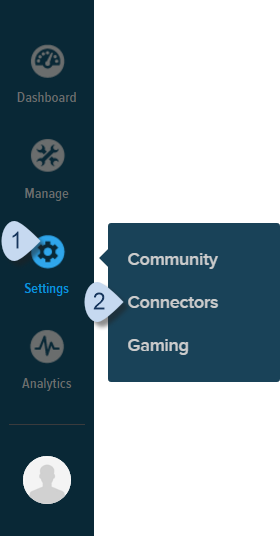 Dashboard
Manage
1
Settings
Community
2 Connectors
Gaming
Analytics